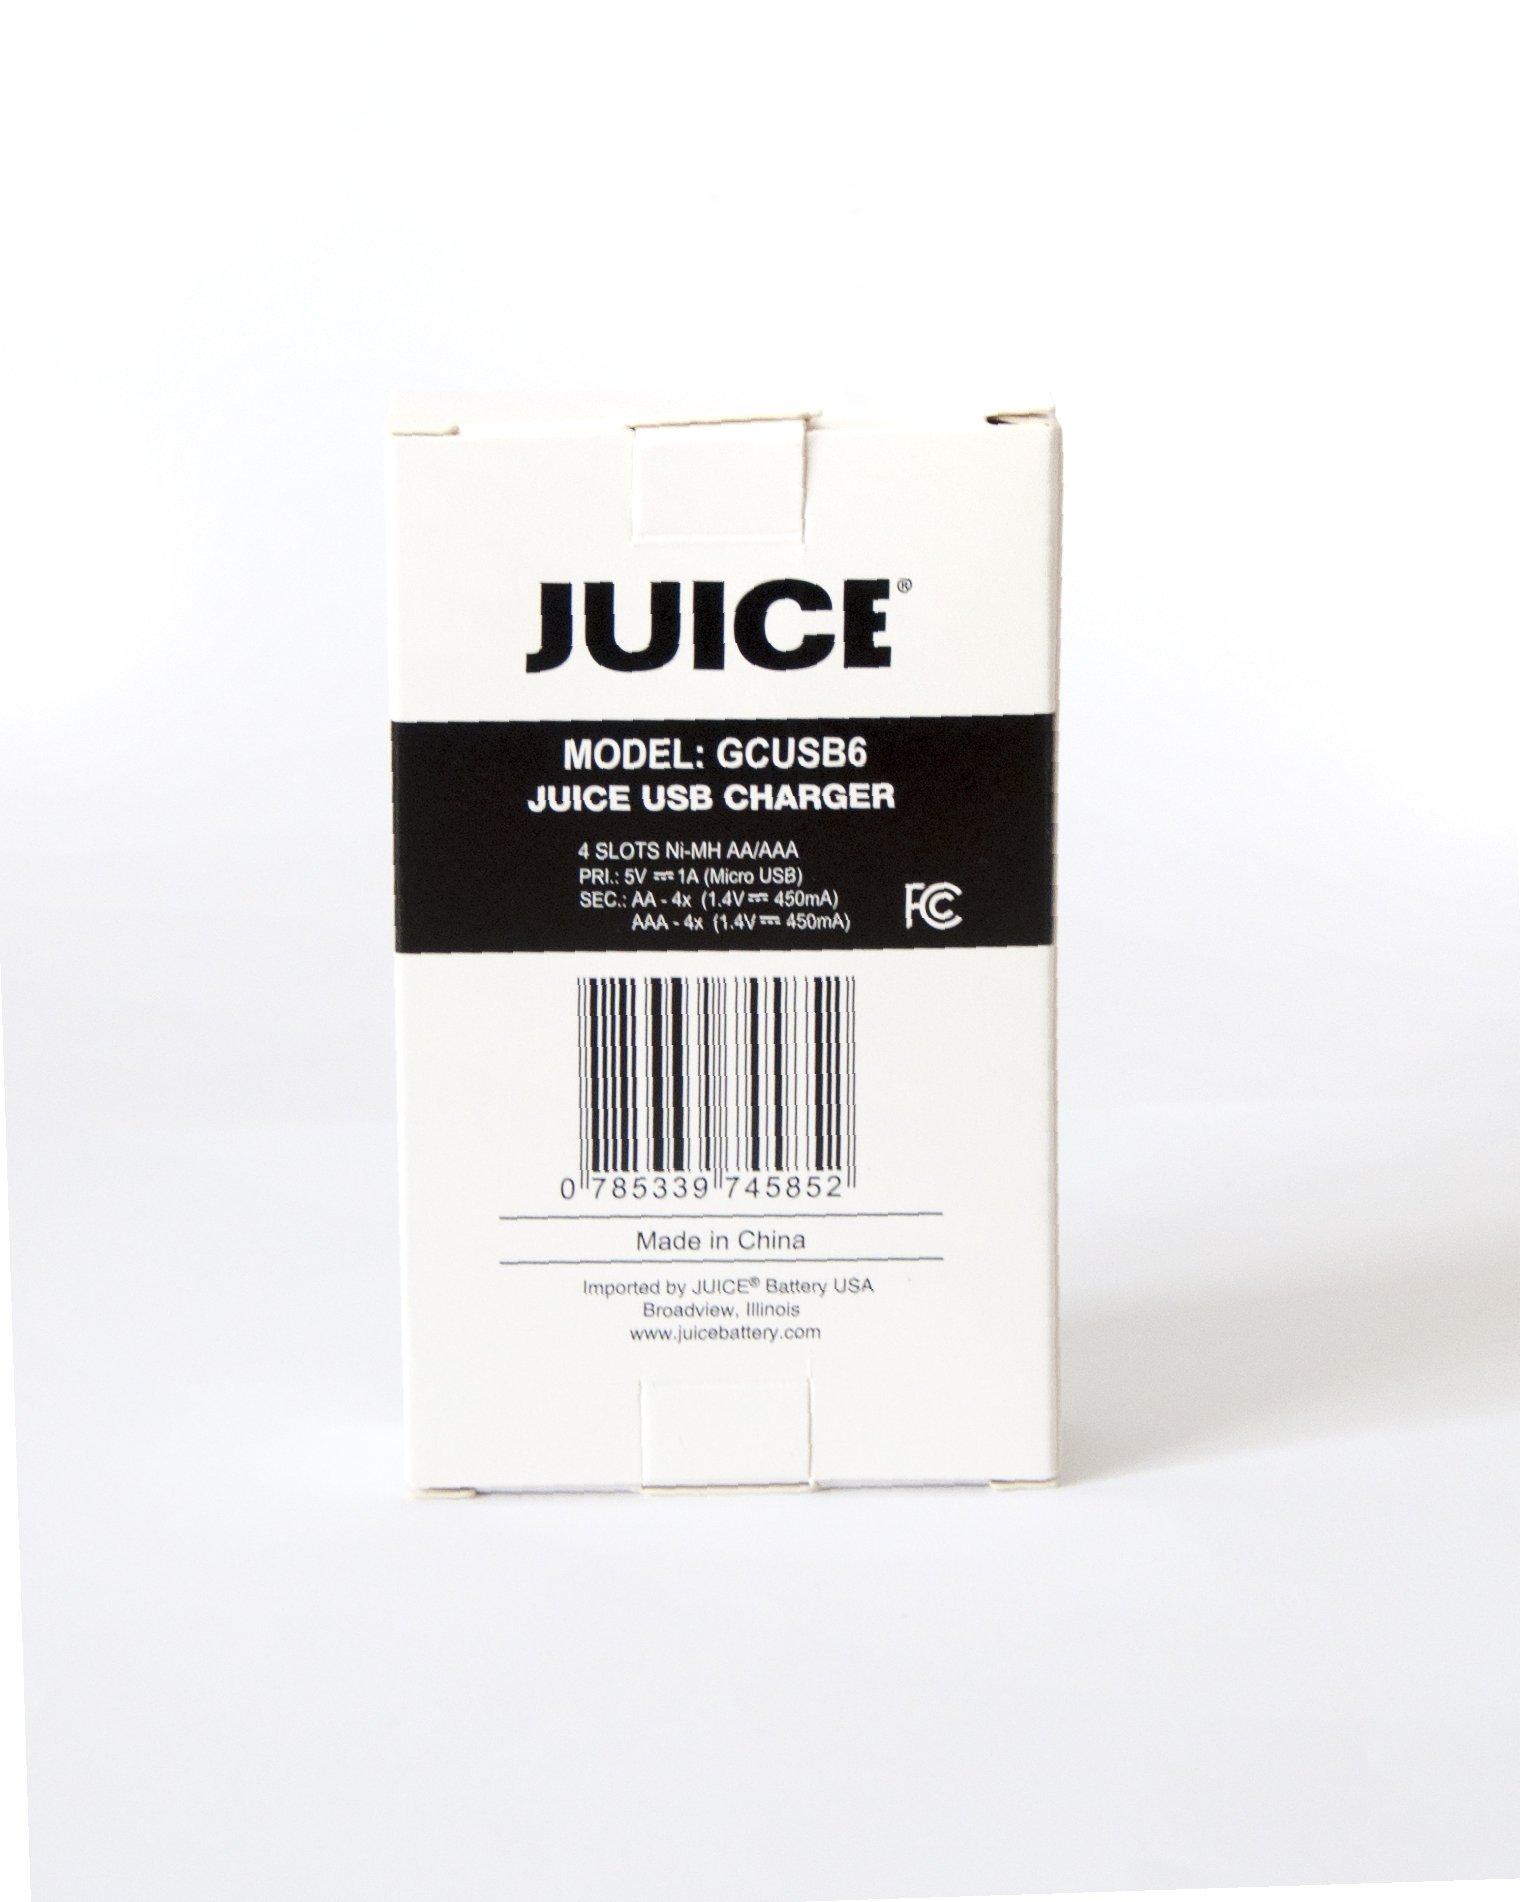 JUICE®
MODEL: GCUSB6
JUICE USB CHARGER
4 SLOTS Ni-MH AA/AAA
PRI.: 5V ⎓ 1A (Micro USB)
SEC.: AA - 4x (1.4V ⎓ 450mA)
AAA - 4x (1.4V ⎓ 450mA)
FC
0 785339 745852
Made in China
Imported by JUICE® Battery USA
Broadview, Illinois
www.juicebattery.com